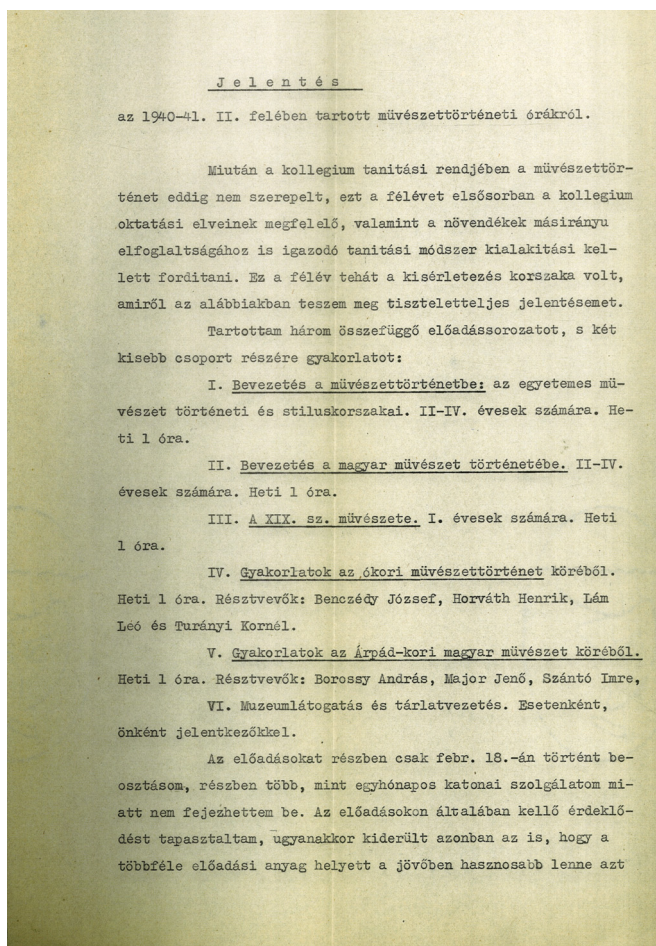 J e l e n t é s
az 1940-41. II. felében tartott müvészettörténeti órákról.
Miután a kollegium tanitási rendjében a müvészettör-
ténet eddig nem szerepelt, ezt a félévet elsősorban a kollegium
oktatási elveinek megfelelő, valamint a növendékek másirányu
elfoglaltságához is igazodó tanitási módszer kialakitási kel-
lett forditani. Ez a félév tehát a kisérletezés korszaka volt,
amiről az alábbiakban teszem meg tiszteletteljes jelentésemet.
Tartottam három összefüggő előadássorozatot, s két
kisebb csoport részére gyakorlatot:
I. Bevezetés a müvészettörténetbe: az egyetemes mü-
vészet történeti és stiluskorszakai. II-IV. évesek számára. He-
ti 1 óra.
II. Bevezetés a magyar müvészet történetébe. II-IV.
évesek számára. Heti 1 óra.
III. A XIX. sz. müvészete. I. évesek számára. Heti
1 óra.
IV. Gyakorlatok az ókori müvészettörténet köréből.
Heti 1 óra. Résztvevők: Benczédy József, Horváth Henrik, Lám
Leó és Turányi Kornél.
V. Gyakorlatok az Árpád-kori magyar müvészet köréből.
Heti 1 óra. Résztvevők: Borossy András, Major Jenő, Szántó Imre,
VI. Muzeumlátogatás és tárlatvezetés. Esetenként,
önként jelentkezőkkel.
Az előadásokat részben csak febr. 18.-án történt be-
osztásom, részben több, mint egyhónapos katonai szolgálatom mi-
att nem fejezhettem be. Az előadásokon általában kellő érdeklő-
dést tapasztaltam, ugyanakkor kiderült azonban az is, hogy a
többféle előadási anyag helyett a jövőben hasznosabb lenne azt